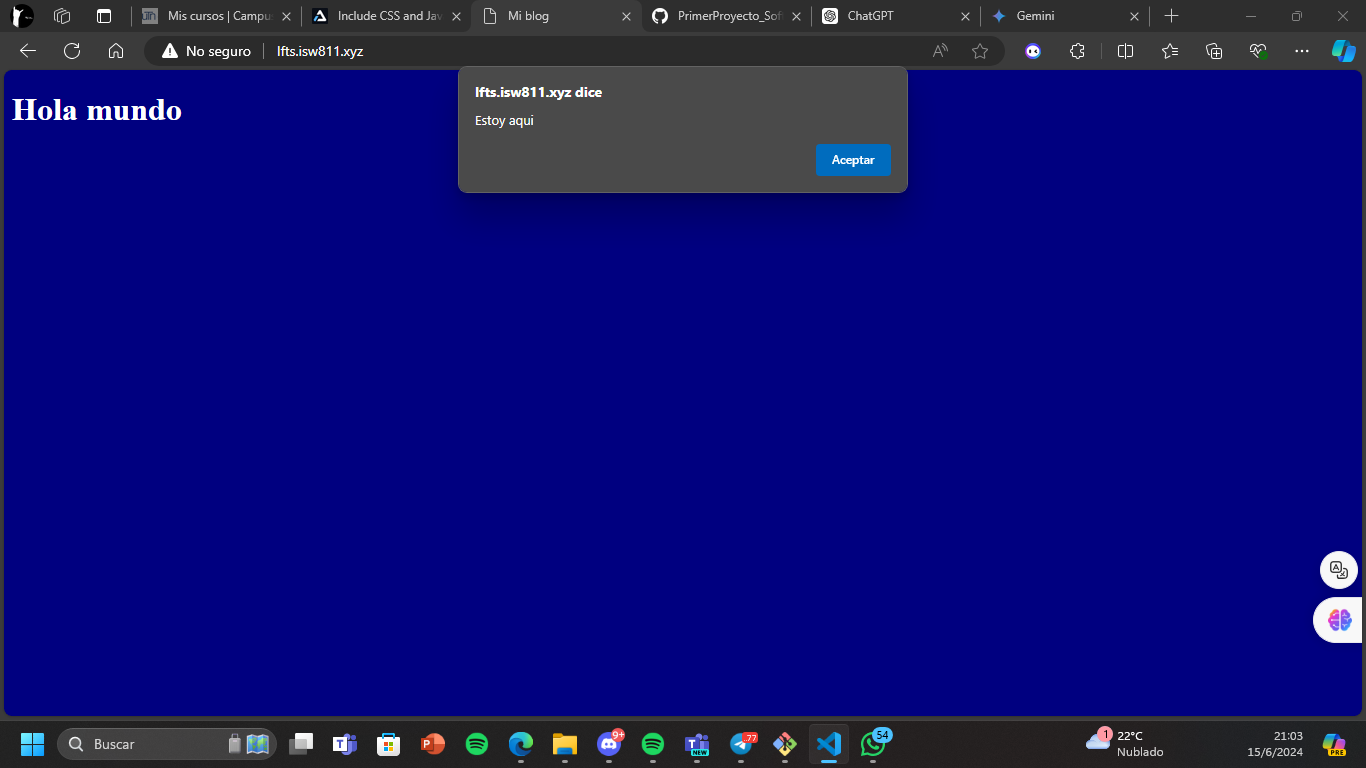 Mis cursos | Campu
Include CSS and Jav
Mi blog
PrimerProyecto_Sof
ChatGPT
Gemini
No seguro
lfts.isw811.xyz
lfts.isw811.xyz dice
Estoy aqui
Aceptar
Hola mundo
Buscar
9+
NEW
.77
54
1
22°C
Nublado
21:03
15/6/2024
PRE